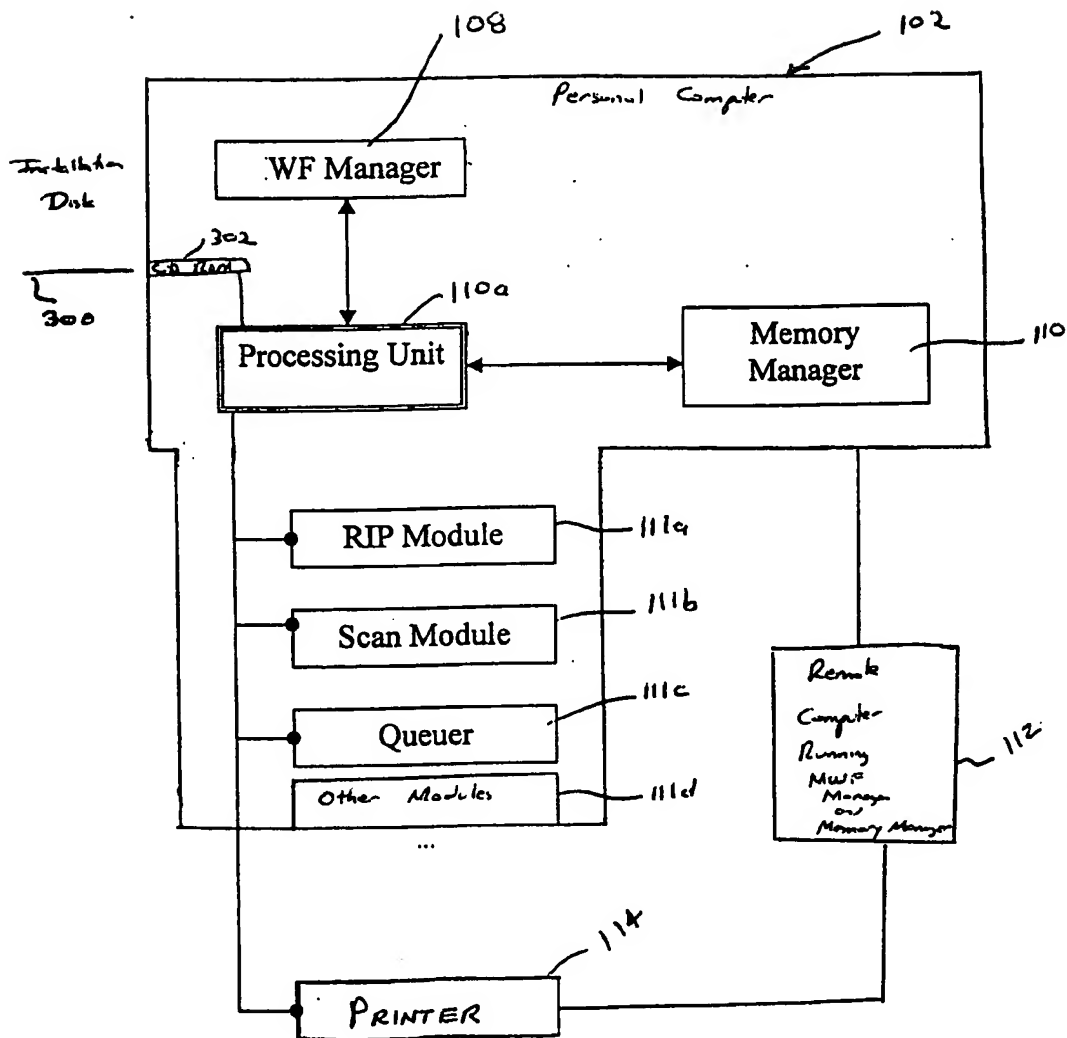 108
102
Personal Computer
WF Manager
Installation
Disk
302
300
110a
Processing Unit
Memory
Manager
110
RIP Module
111a
Scan Module
111b
Queuer
111c
Other Modules
111d
...
Remote
Computer
Running
MWF
Manager
or
Memory Manager
112
114
PRINTER